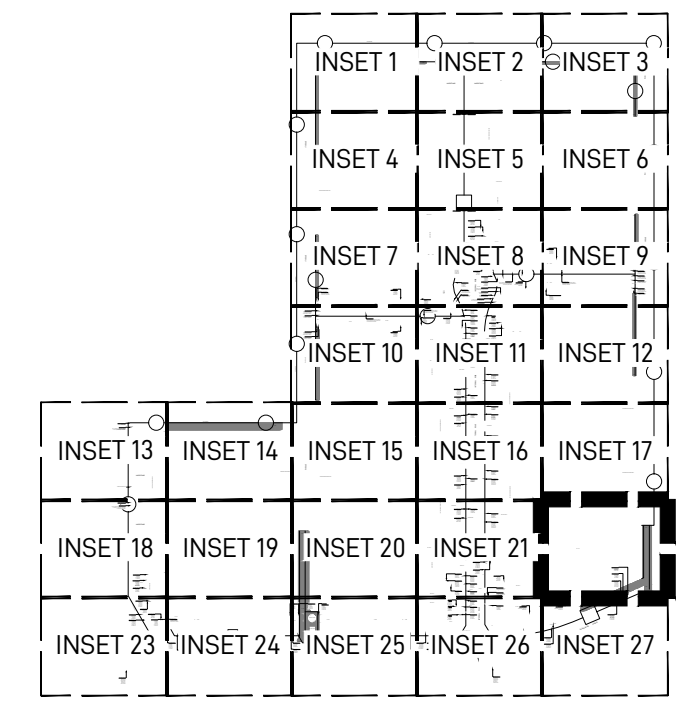 INSET 1 INSET 2 INSET 3
INSET 4 INSET 5 INSET 6
INSET 7 INSET 8 INSET 9
INSET 10 INSET 11 INSET 12
INSET 13 INSET 14 INSET 15 INSET 16 INSET 17
INSET 18 INSET 19 INSET 20 INSET 21
INSET 23 INSET 24 INSET 25 INSET 26 INSET 27